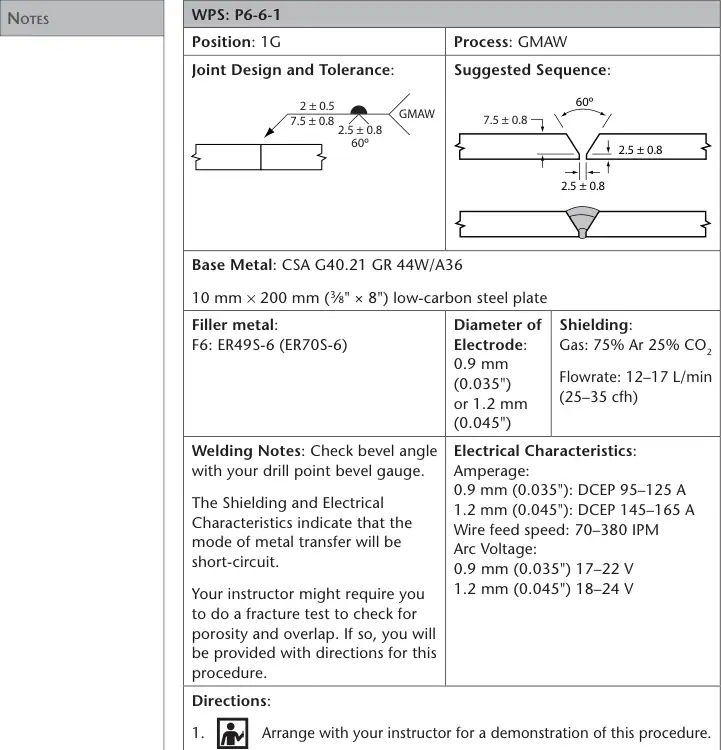 NOTES
WPS: P6-6-1
Position: 1G
Process: GMAW
Joint Design and Tolerance:
2 ± 0.5
7.5 ± 0.8
2.5 ± 0.8
60º
GMAW
Suggested Sequence:
60º
7.5 ± 0.8
2.5 ± 0.8
2.5 ± 0.8
Base Metal: CSA G40.21 GR 44W/A36
10 mm × 200 mm (⅜" × 8") low-carbon steel plate
Filler metal:
F6: ER49S-6 (ER70S-6)
Diameter of
Electrode:
0.9 mm
(0.035")
or 1.2 mm
(0.045")
Shielding:
Gas: 75% Ar 25% CO₂
Flowrate: 12–17 L/min
(25–35 cfh)
Welding Notes: Check bevel angle
with your drill point bevel gauge.
The Shielding and Electrical
Characteristics indicate that the
mode of metal transfer will be
short-circuit.
Your instructor might require you
to do a fracture test to check for
porosity and overlap. If so, you will
be provided with directions for this
procedure.
Electrical Characteristics:
Amperage:
0.9 mm (0.035"): DCEP 95–125 A
1.2 mm (0.045"): DCEP 145–165 A
Wire feed speed: 70–380 IPM
Arc Voltage:
0.9 mm (0.035") 17–22 V
1.2 mm (0.045") 18–24 V
Directions:
1. Arrange with your instructor for a demonstration of this procedure.